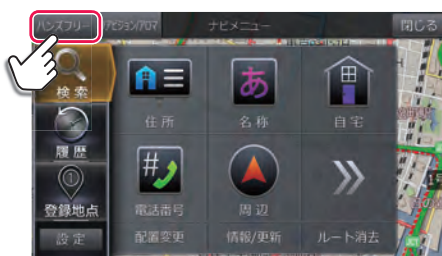 ハンズフリー ナビメニュー 閉じる
検索
あ
住所 名称 自宅
履歴
#
登録地点 電話番号 周辺
設定 配置変更 情報/更新 ルート消去
JCT